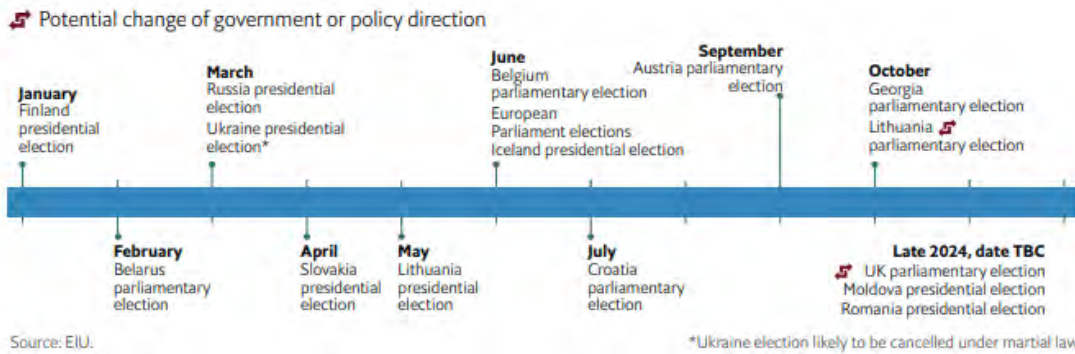 Potential change of government or policy direction
January
Finland
presidential
election
March
Russia presidential
election
Ukraine presidential
election*
June
Belgium
parliamentary election
European
Parliament elections
Iceland presidential election
September
Austria parliamentary
election
October
Georgia
parliamentary election
Lithuania
parliamentary election
February
Belarus
parliamentary
election
April
Slovakia
presidential
election
May
Lithuania
presidential
election
July
Croatia
parliamentary
election
Late 2024, date TBC
UK parliamentary election
Moldova presidential election
Romania presidential election
Source: EIU.
*Ukraine election likely to be cancelled under martial law